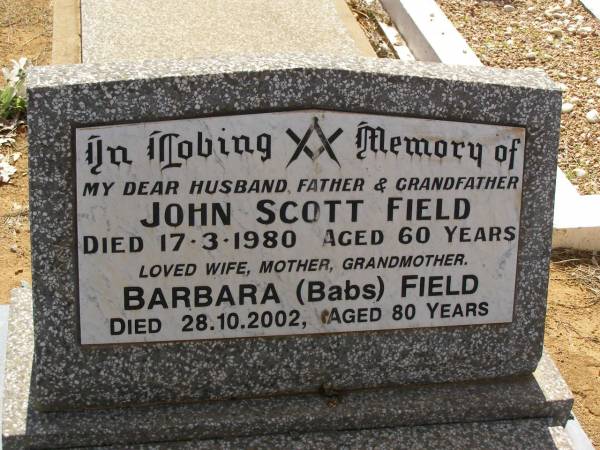 In Loving Memory of
MY DEAR HUSBAND, FATHER & GRANDFATHER
JOHN SCOTT FIELD
DIED 17·3·1980 AGED 60 YEARS
LOVED WIFE, MOTHER, GRANDMOTHER.
BARBARA (Babs) FIELD
DIED 28.10.2002, AGED 80 YEARS